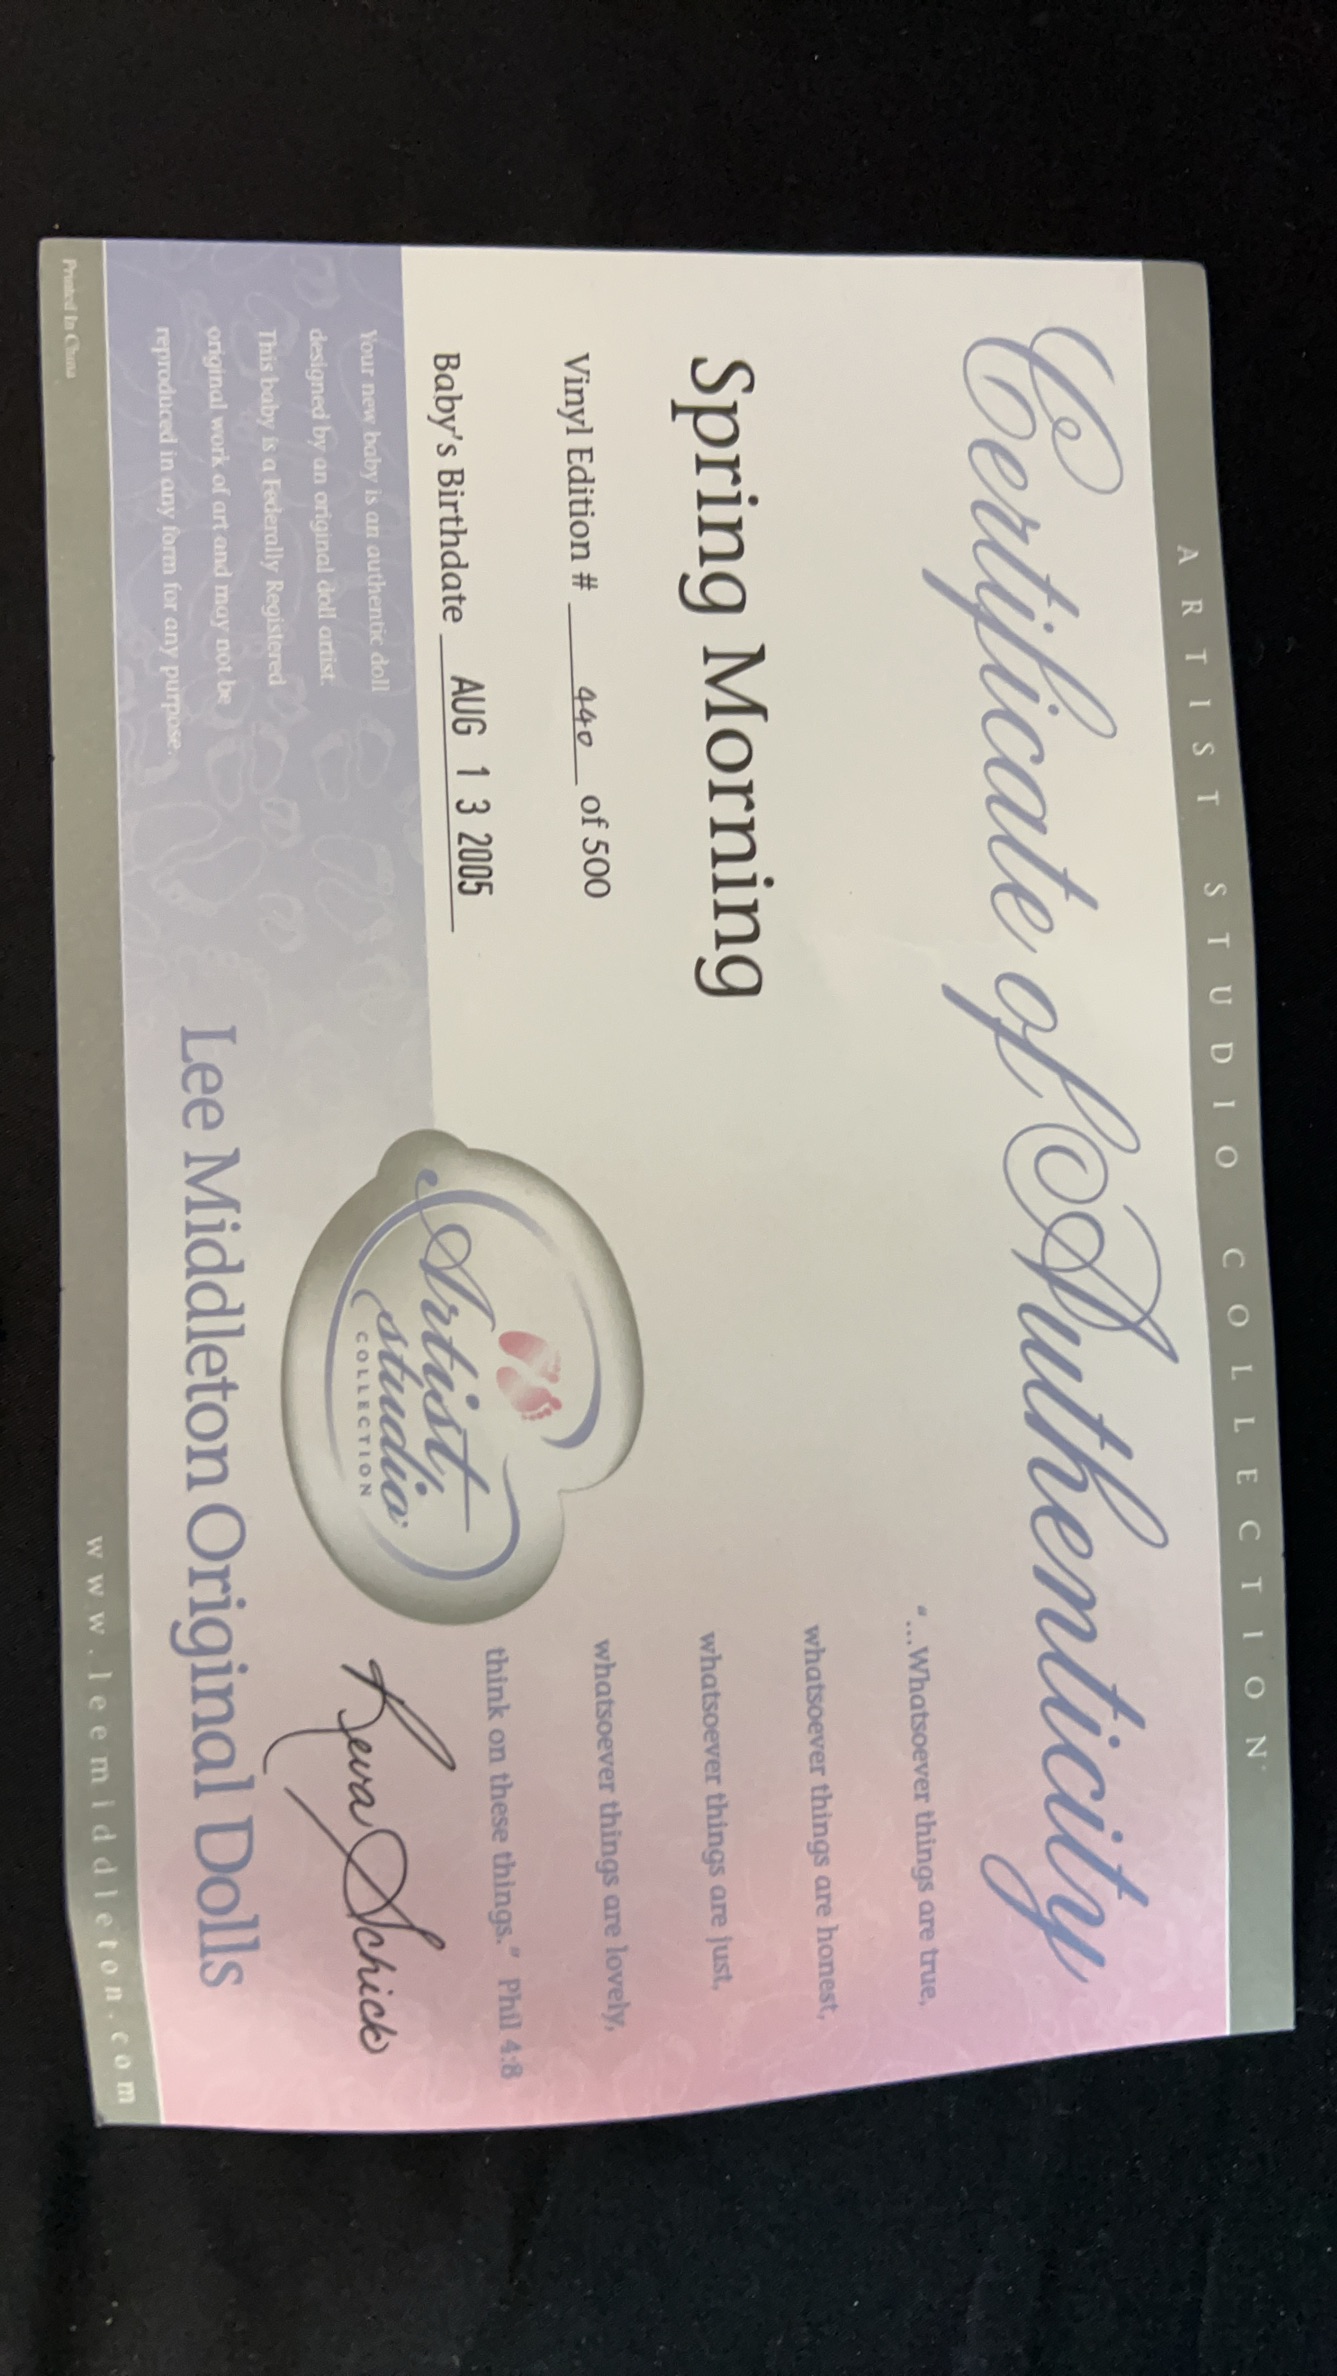 ARTIST STUDIO COLLECTION
Certificate of Authenticity
Spring Morning
Vinyl Edition # 440 of 500
Baby's Birthdate AUG 13 2005
"...Whatsoever things are true,
whatsoever things are honest,
whatsoever things are just,
whatsoever things are lovely,
think on these things." Phil 4:8
Artist
studio
COLLECTION
Reva Schick
Your new baby is an authentic doll
designed by an original doll artist.
This baby is a Federally Registered
original work of art and may not be
reproduced in any form for any purpose.
Lee Middleton Original Dolls
Printed In China
www.leemiddleton.com